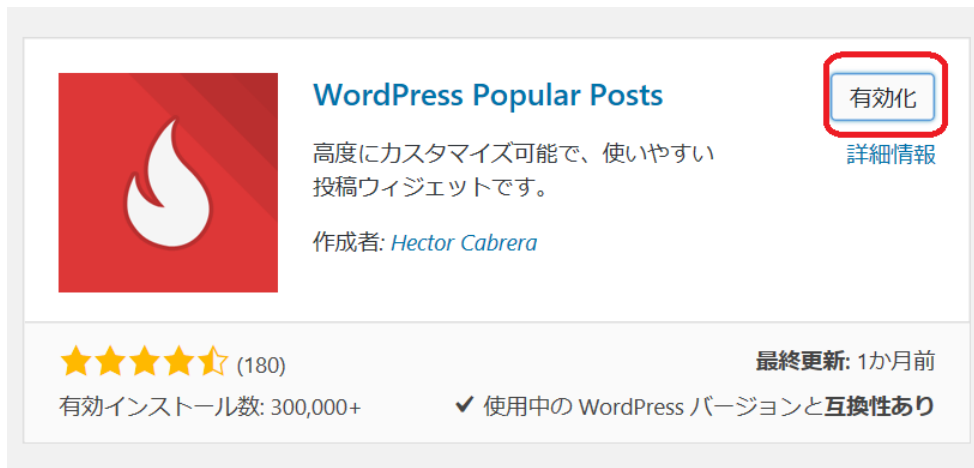 WordPress Popular Posts
有効化
高度にカスタマイズ可能で、使いやすい
投稿ウィジェットです。
詳細情報
作成者: Hector Cabrera
(180)
最終更新: 1か月前
有効インストール数: 300,000+
使用中の WordPress バージョンと互換性あり